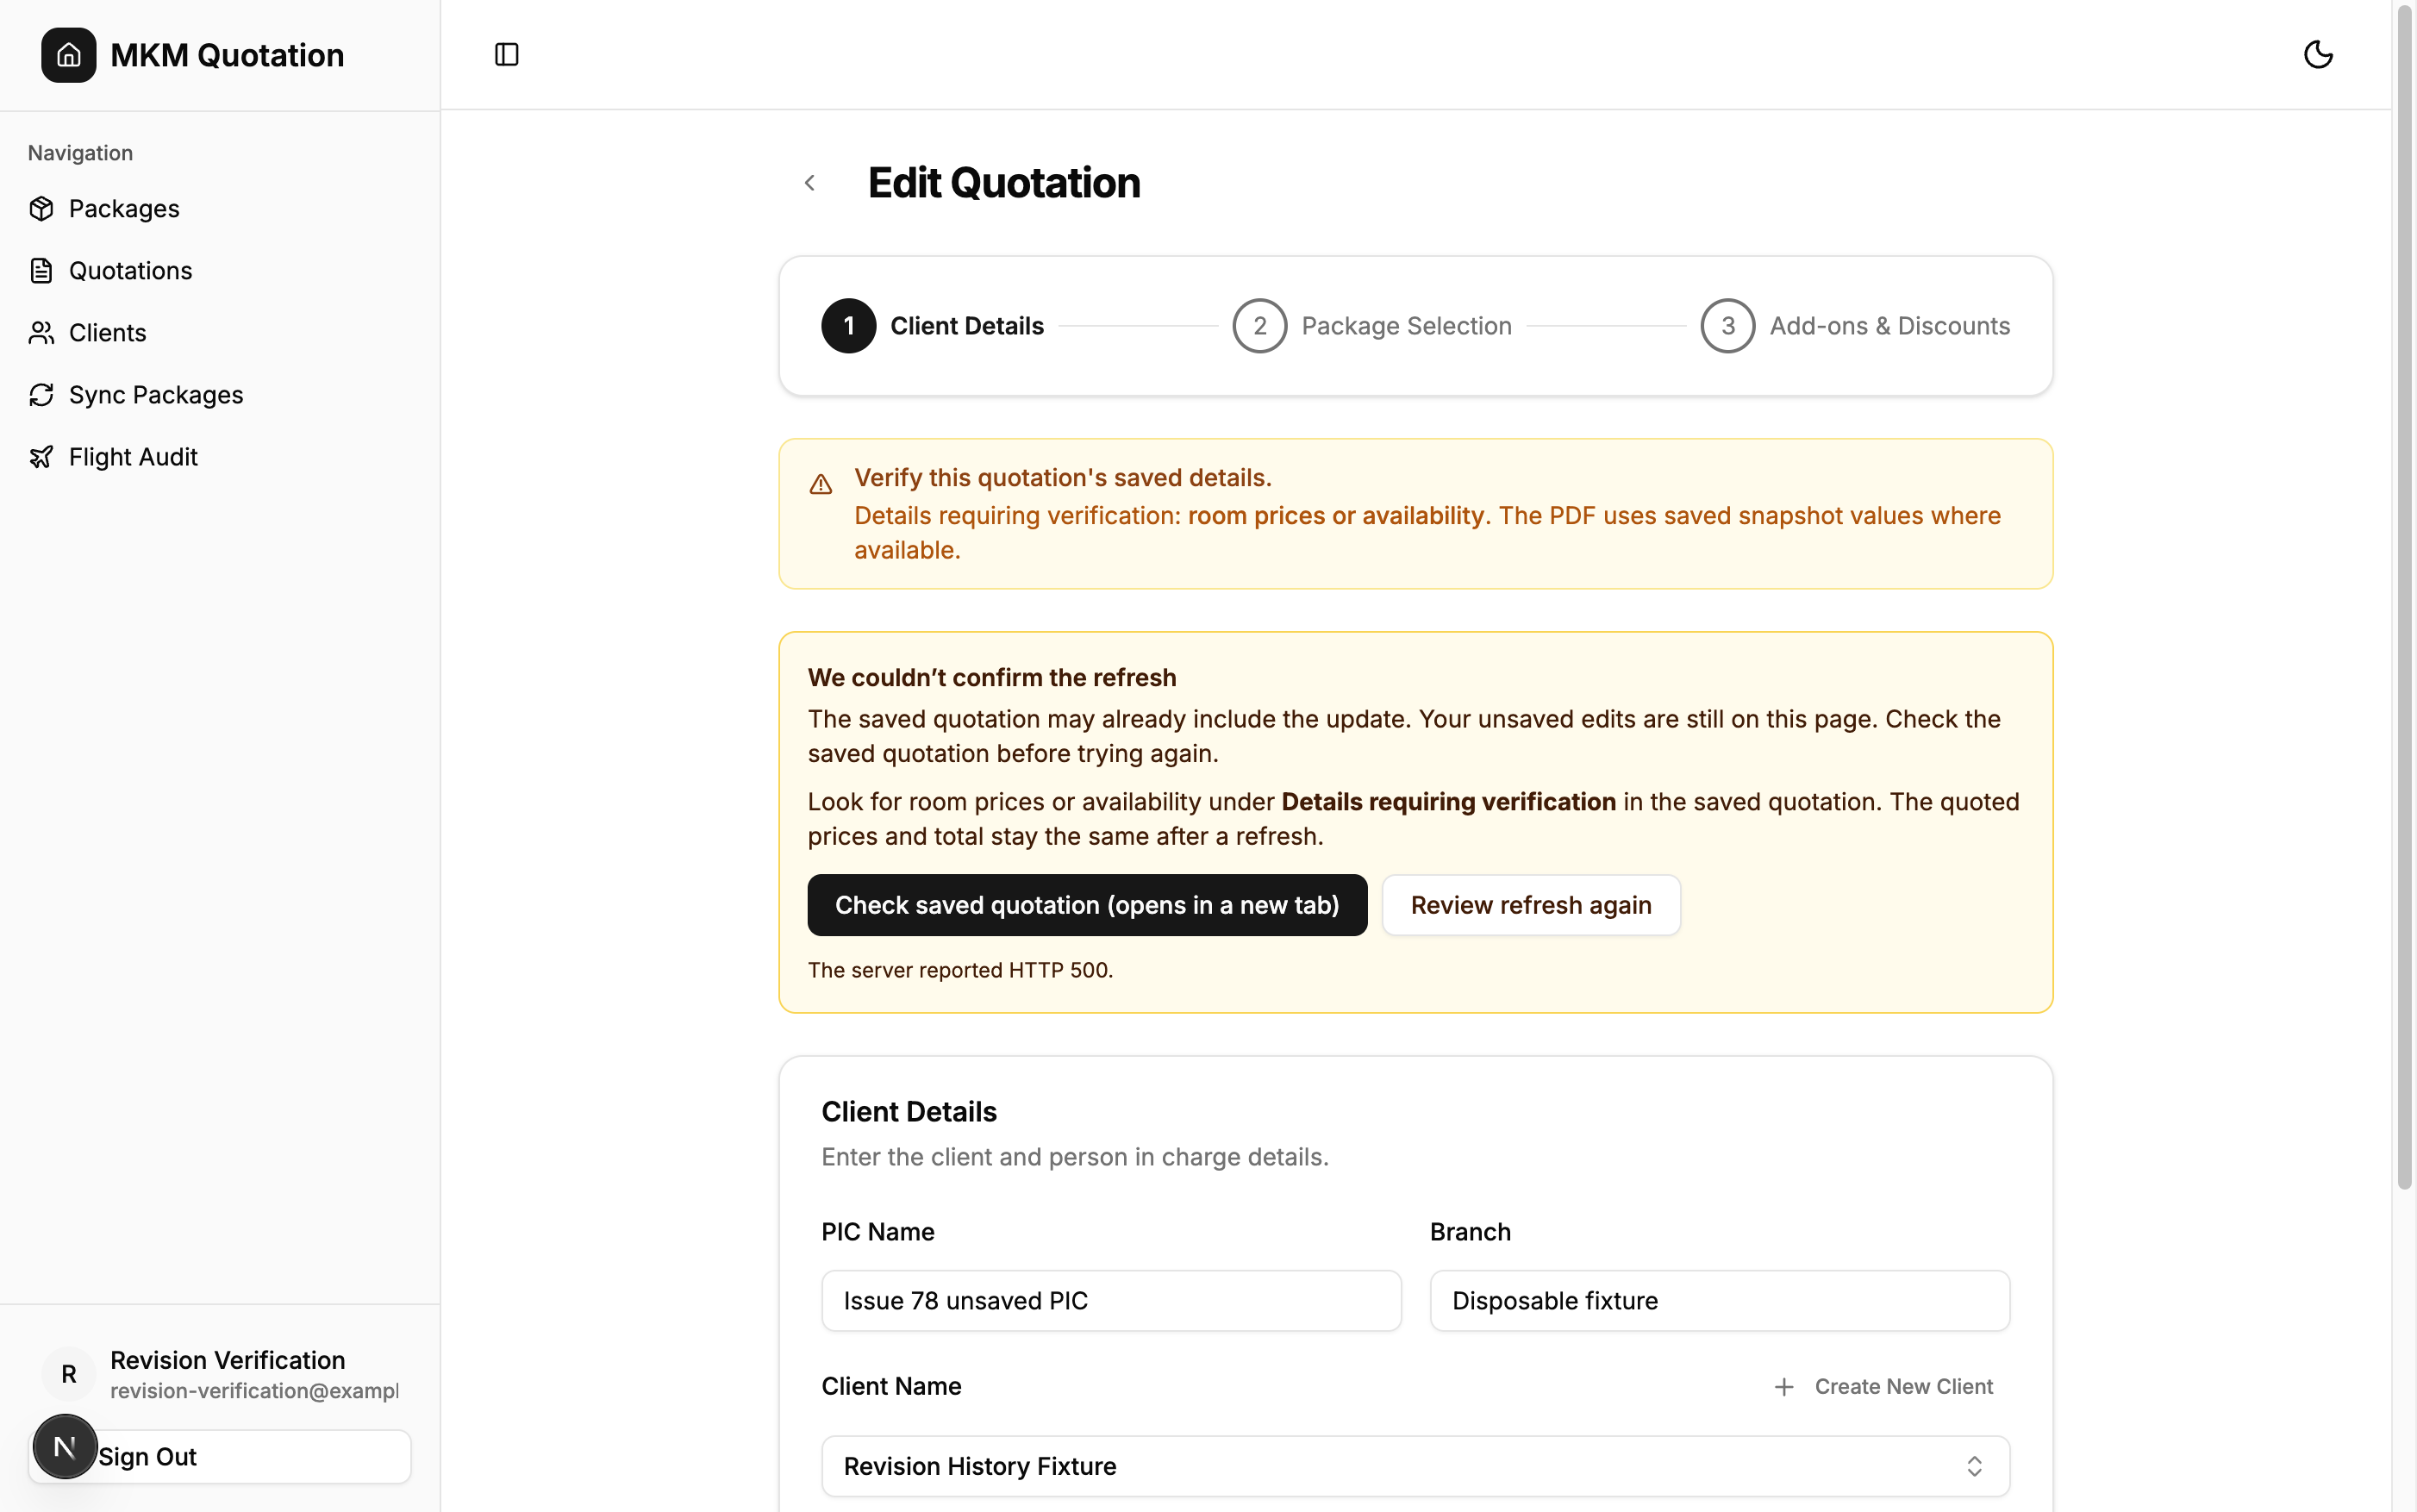 MKM Quotation
Navigation
Packages
Quotations
Clients
Sync Packages
Flight Audit
Edit Quotation
1 Client Details
2 Package Selection
3 Add-ons & Discounts
Verify this quotation's saved details.
Details requiring verification: room prices or availability. The PDF uses saved snapshot values where
available.
We couldn’t confirm the refresh
The saved quotation may already include the update. Your unsaved edits are still on this page. Check the
saved quotation before trying again.
Look for room prices or availability under Details requiring verification in the saved quotation. The quoted
prices and total stay the same after a refresh.
Check saved quotation (opens in a new tab)
Review refresh again
The server reported HTTP 500.
Client Details
Enter the client and person in charge details.
PIC Name
Branch
Issue 78 unsaved PIC
Disposable fixture
Client Name
Create New Client
Revision History Fixture
R
Revision Verification
revision-verification@exampl
N
Sign Out